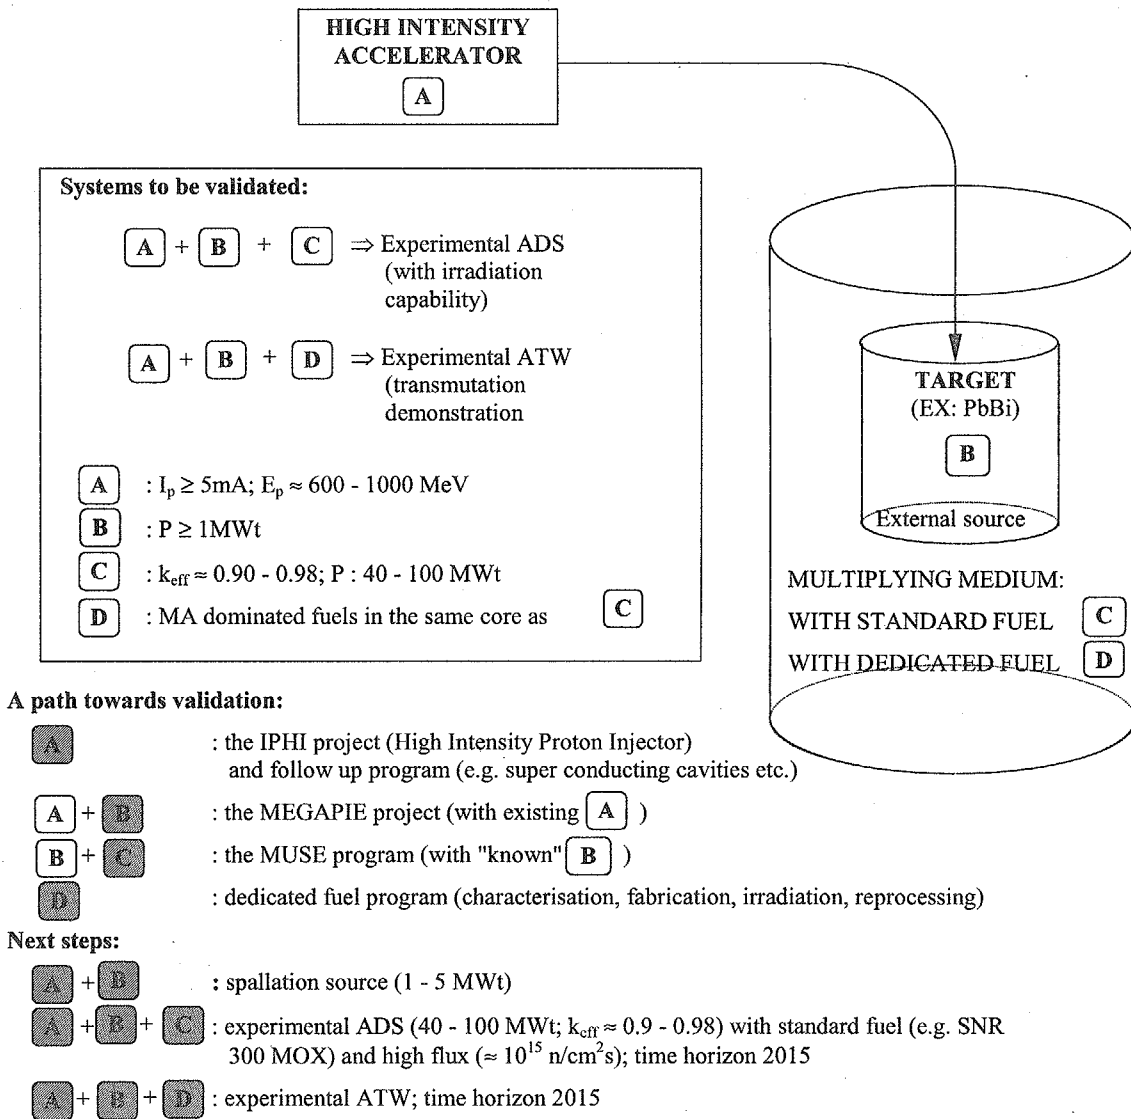 HIGH INTENSITY
ACCELERATOR
A
Systems to be validated:
A + B + C ⇒ Experimental ADS
(with irradiation
capability)
A + B + D ⇒ Experimental ATW
(transmutation
demonstration
A : Iₚ ≥ 5mA; Eₚ ≈ 600 - 1000 MeV
B : P ≥ 1MWt
C : k_eff ≈ 0.90 - 0.98; P : 40 - 100 MWt
D : MA dominated fuels in the same core as C
TARGET
(EX: PbBi)
B
External source
MULTIPLYING MEDIUM:
WITH STANDARD FUEL C
WITH DEDICATED FUEL D
A path towards validation:
A : the IPHI project (High Intensity Proton Injector)
and follow up program (e.g. super conducting cavities etc.)
A + B : the MEGAPIE project (with existing A )
B + C : the MUSE program (with "known" B )
D : dedicated fuel program (characterisation, fabrication, irradiation, reprocessing)
Next steps:
A + B : spallation source (1 - 5 MWt)
A + B + C : experimental ADS (40 - 100 MWt; k_eff ≈ 0.9 - 0.98) with standard fuel (e.g. SNR
300 MOX) and high flux (≈ 10¹⁵ n/cm²s); time horizon 2015
A + B + D : experimental ATW; time horizon 2015